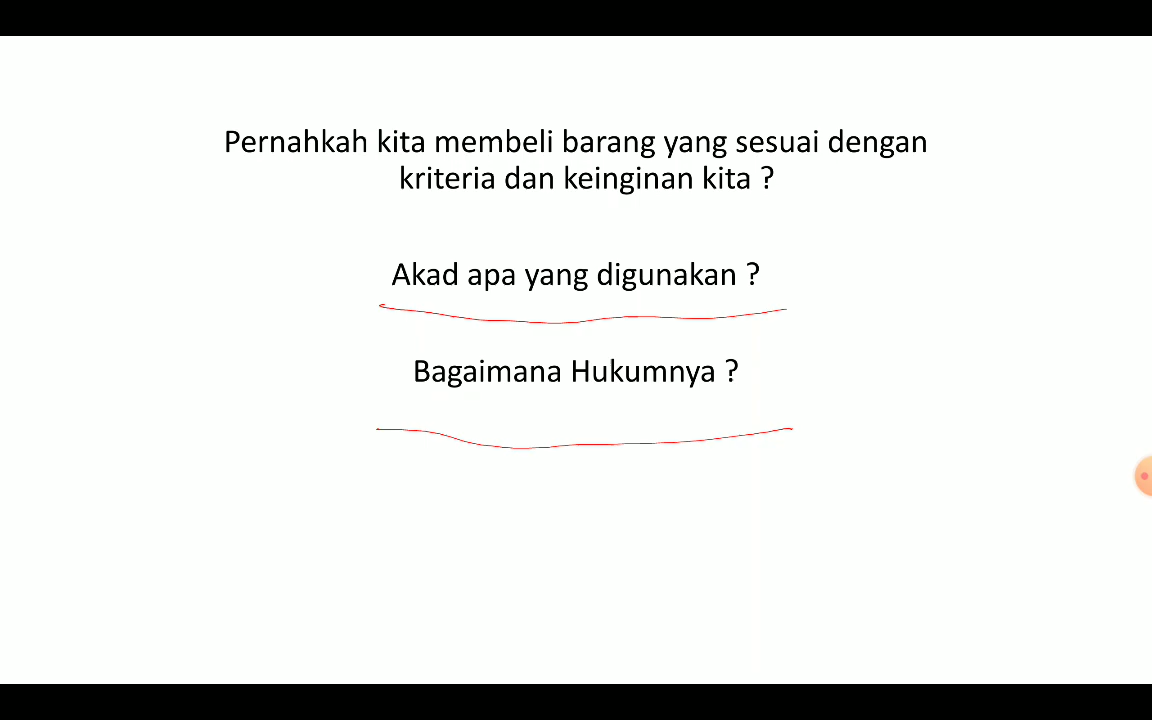 Pernahkah kita membeli barang yang sesuai dengan
kriteria dan keinginan kita ?
Akad apa yang digunakan ?
Bagaimana Hukumnya ?